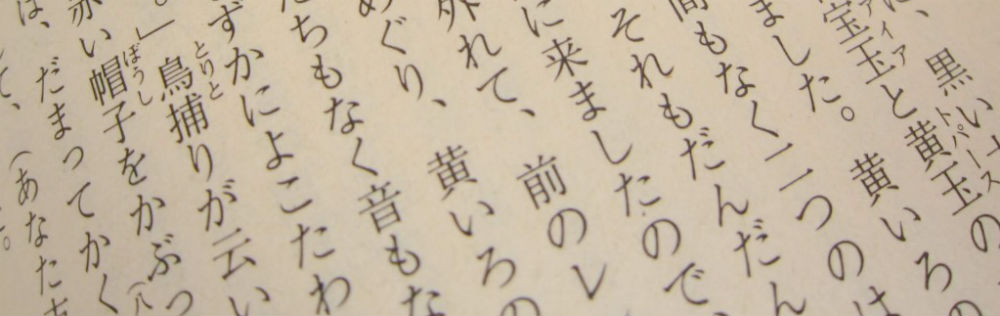 、黒い
宝玉と黄玉の
ました。黄いろの
間もなく二つのは
それもだんだん
に来ましたので、
外れて、前のレ
めぐり、黄いろの
ちもなく音もな
ずかによこたわ
。」鳥捕りが云い
赤い帽子をかぶっ
は、だまってかく
て、(あなた